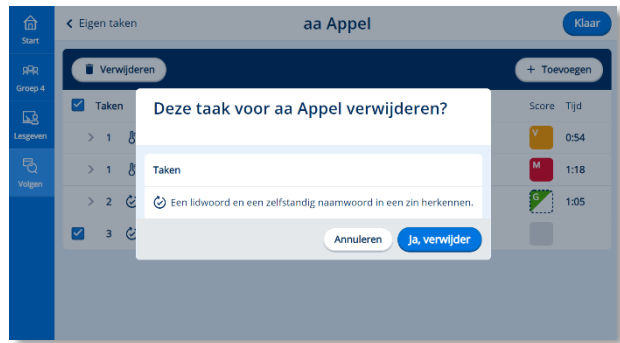 Start
Groep 4
Lesgeven
Volgen
Eigen taken
aa Appel
Klaar
Verwijderen
+ Toevoegen
Taken
Score Tijd
1 V 0:54
1 M 1:18
2 G 1:05
3
Deze taak voor aa Appel verwijderen?
Taken
Een lidwoord en een zelfstandig naamwoord in een zin herkennen.
Annuleren Ja, verwijder